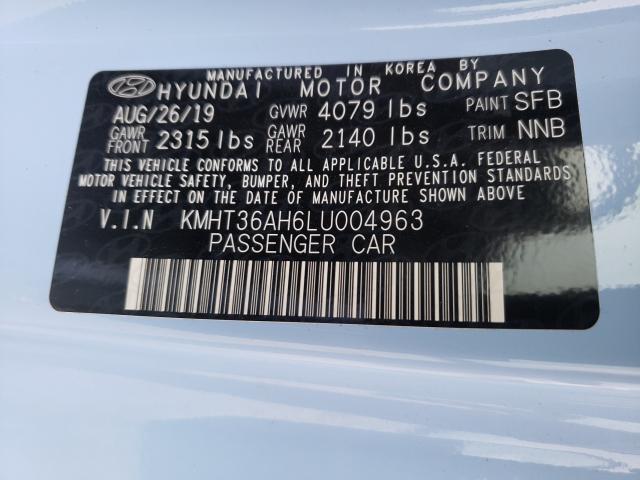 MANUFACTURED IN KOREA BY
HYUNDAI MOTOR COMPANY
AUG/26/19 GVWR 4079 lbs PAINT SFB
GAWR FRONT 2315 lbs GAWR REAR 2140 lbs TRIM NNB
THIS VEHICLE CONFORMS TO ALL APPLICABLE U.S.A. FEDERAL
MOTOR VEHICLE SAFETY, BUMPER, AND THEFT PREVENTION STANDARDS
IN EFFECT ON THE DATE OF MANUFACTURE SHOWN ABOVE.
V.I.N KMHT36AH6LU004963
PASSENGER CAR